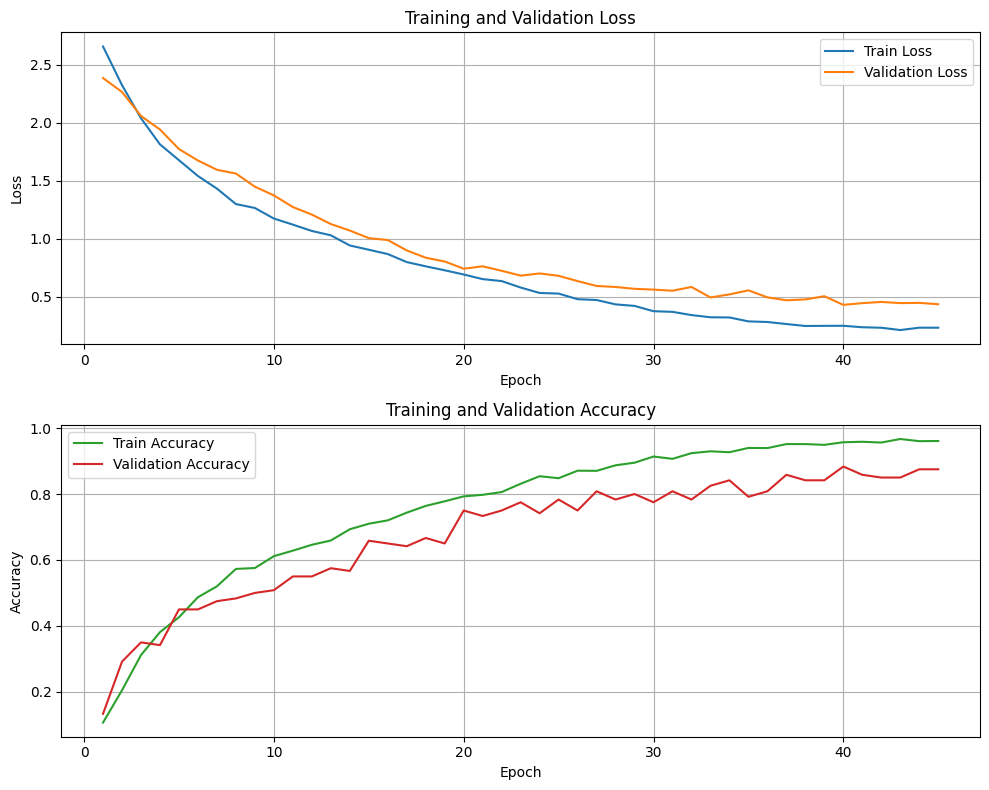 Training and Validation Loss
Train Loss
Validation Loss
2.5
2.0
1.5
1.0
0.5
Loss
0 10 20 30 40
Epoch
Training and Validation Accuracy
Train Accuracy
Validation Accuracy
1.0
0.8
0.6
0.4
0.2
Accuracy
0 10 20 30 40
Epoch